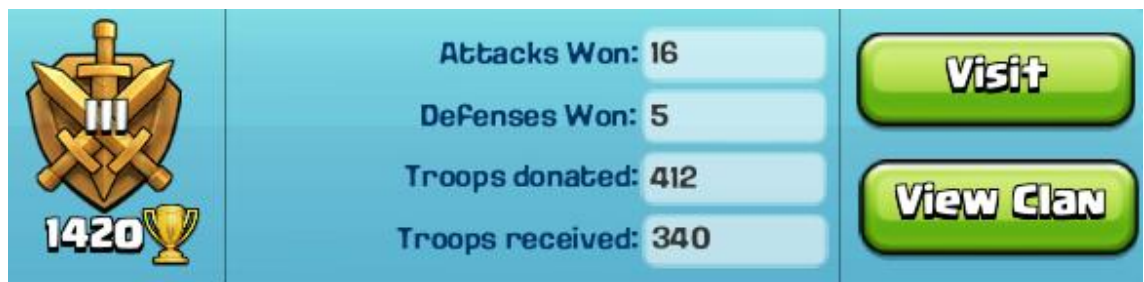 III
1420
Attacks Won: 16
Defenses Won: 5
Troops donated: 412
Troops received: 340
Visit
View Clan